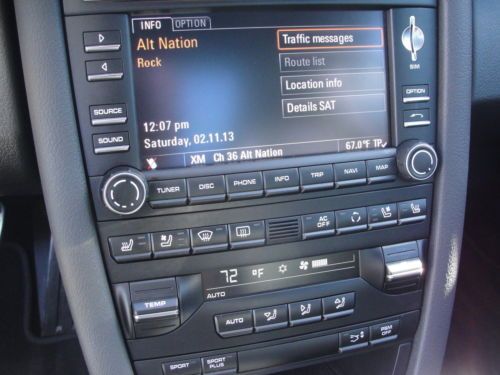 INFO OPTION
Alt Nation
Rock
Traffic messages
Route list
Location info
Details SAT
12:07 pm
Saturday, 02.11.13
XM Ch 36 Alt Nation 67.0°F TP
SIM
SOURCE
SOUND
OPTION
TUNER DISC PHONE INFO TRIP NAVI MAP
AC OFF
72 °F
AUTO
TEMP
AUTO
PSM OFF
SPORT SPORT PLUS